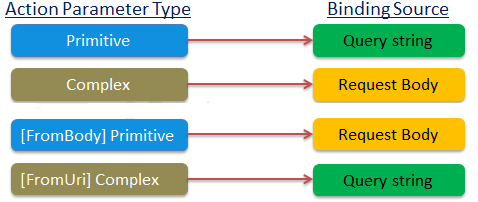 Action Parameter Type Binding Source
Primitive Query string
Complex Request Body
[FromBody] Primitive Request Body
[FromUri] Complex Query string